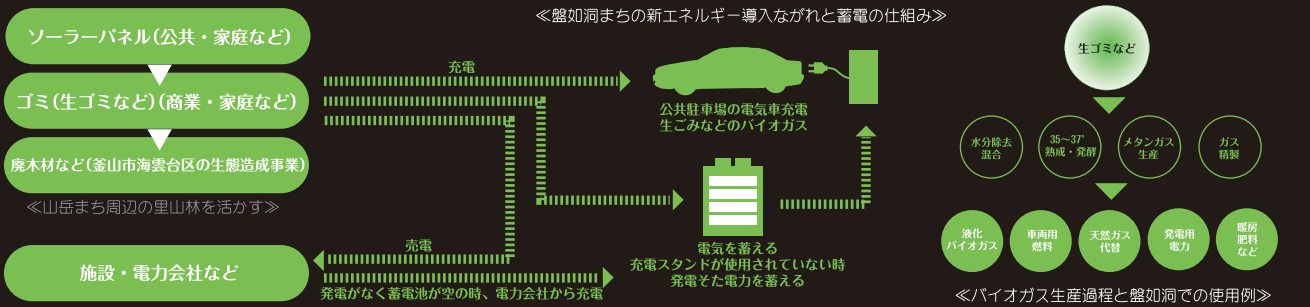 ≪盤如洞まちの新エネルギー導入ながれと蓄電の仕組み≫
ソーラーパネル(公共・家庭など)
ゴミ(生ゴミなど)(商業・家庭など)
廃木材など(釜山市海雲台区の生態造成事業)
≪山岳まち周辺の里山林を活かす≫
施設・電力会社など
充電
公共駐車場の電気車充電
生ごみなどのバイオガス
電気を蓄える
充電スタンドが使用されていない時
発電そた電力を蓄える
売電
発電がなく蓄電池が空の時、電力会社から充電
生ゴミなど
水分除去
混合
35〜37°
熟成・発酵
メタンガス
生産
ガス
精製
液化
バイオガス
車両用
燃料
天然ガス
代替
発電用
電力
暖房
肥料
など
≪バイオガス生産過程と盤如洞での使用例≫